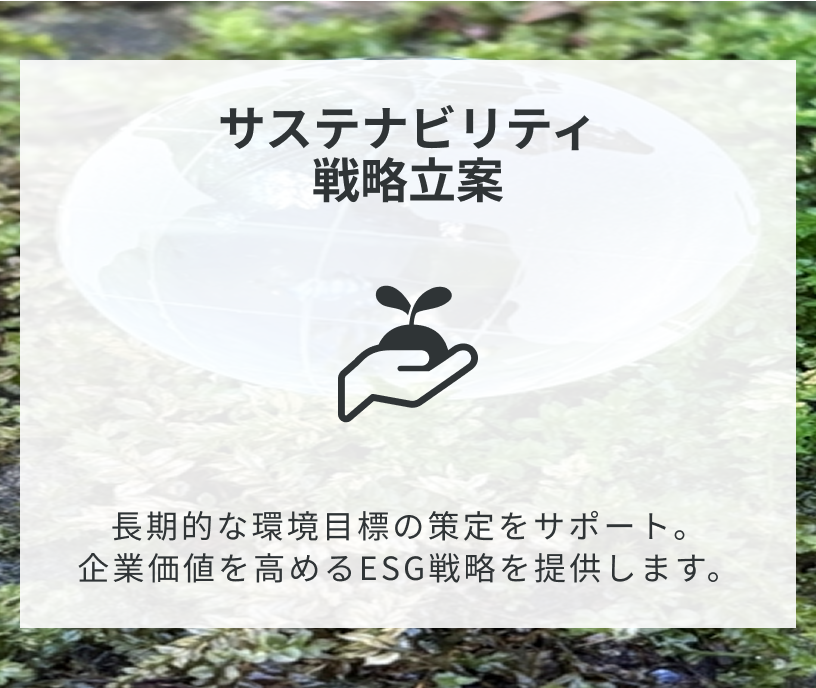 サステナビリティ
戦略立案
長期的な環境目標の策定をサポート。
企業価値を高めるESG戦略を提供します。